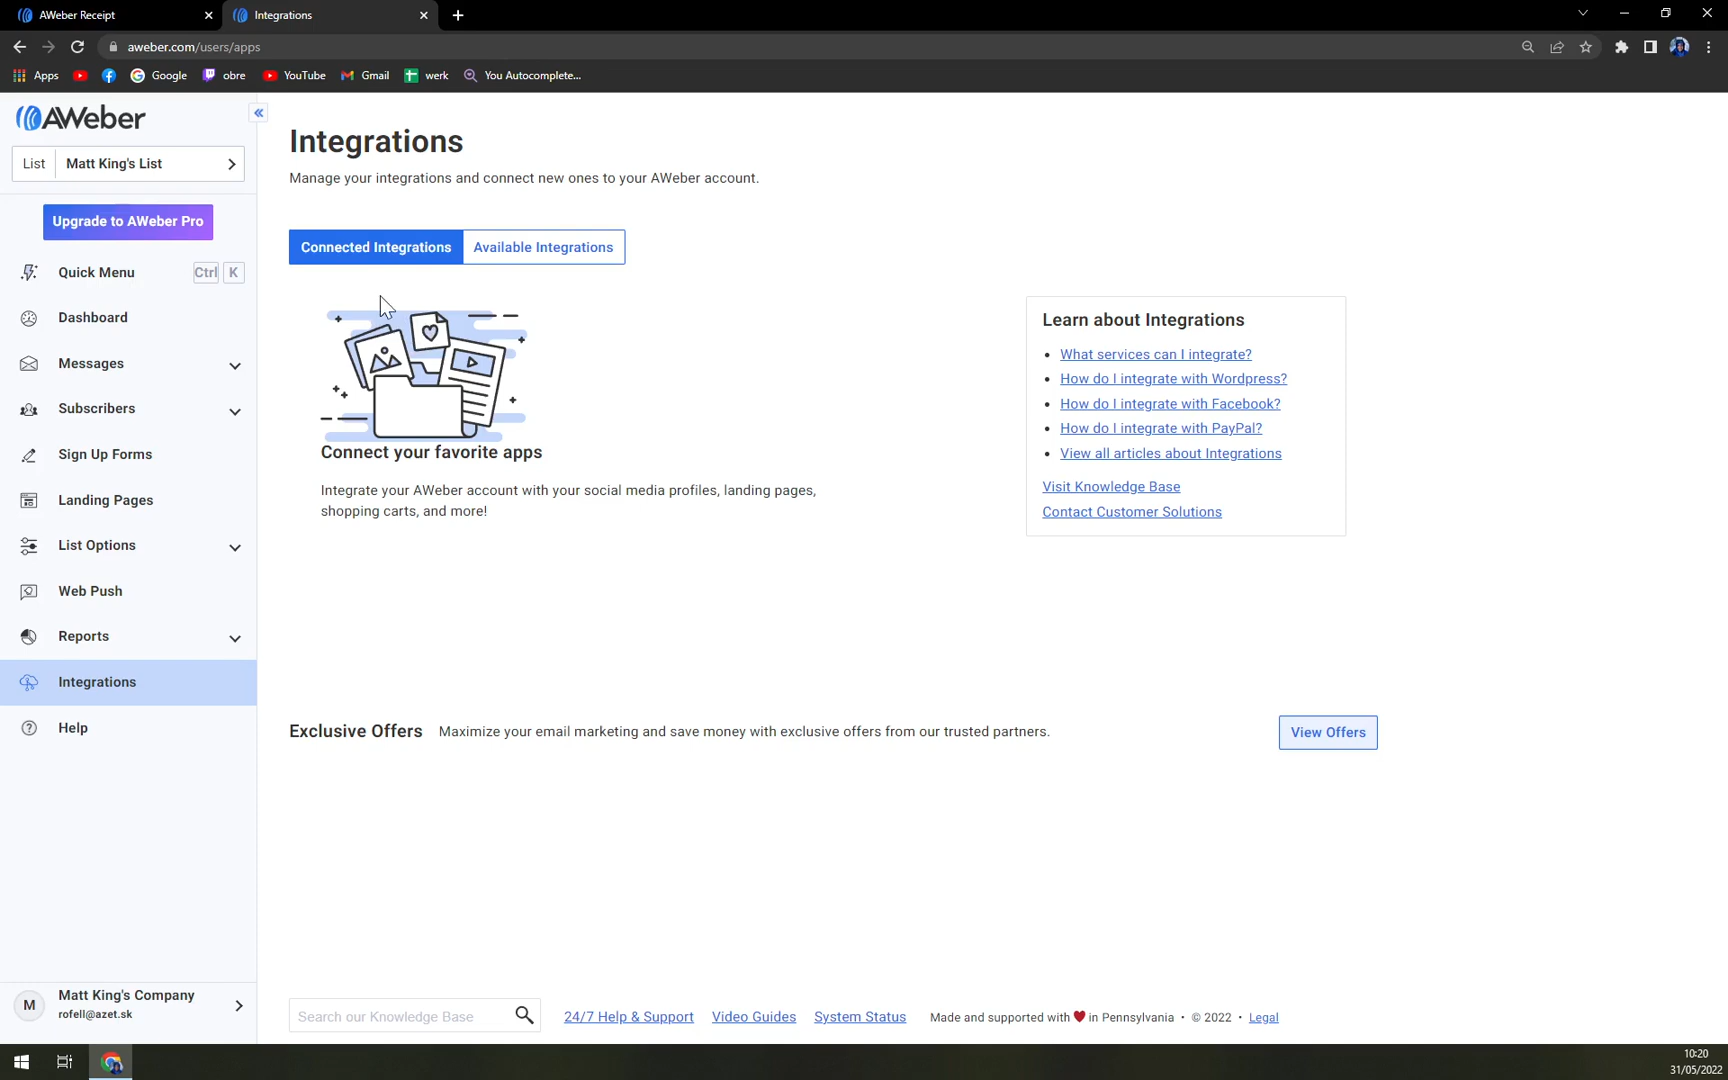 AWeber Receipt
Integrations
aweber.com/users/apps
Apps
Google
obre
YouTube
Gmail
werk
You Autocomplete...
AWeber
List Matt King's List
Upgrade to AWeber Pro
Quick Menu Ctrl K
Dashboard
Messages
Subscribers
Sign Up Forms
Landing Pages
List Options
Web Push
Reports
Integrations
Help
M
Matt King's Company
rofell@azet.sk
Integrations
Manage your integrations and connect new ones to your AWeber account.
Connected Integrations Available Integrations
Connect your favorite apps
Integrate your AWeber account with your social media profiles, landing pages,
shopping carts, and more!
Learn about Integrations
• What services can I integrate?
• How do I integrate with Wordpress?
• How do I integrate with Facebook?
• How do I integrate with PayPal?
• View all articles about Integrations
Visit Knowledge Base
Contact Customer Solutions
Exclusive Offers Maximize your email marketing and save money with exclusive offers from our trusted partners.
View Offers
Search our Knowledge Base
24/7 Help & Support Video Guides System Status Made and supported with ❤ in Pennsylvania • © 2022 • Legal
10:20
31/05/2022